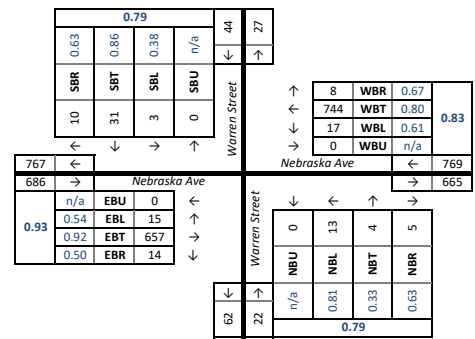 0.79
0.63 0.86 0.38 n/a
SBR SBT SBL SBU
10 31 3 0
← ↓ → ↑
44 27
↓ ↑
Warren Street
↑ 8 WBR 0.67
← 744 WBT 0.80
↓ 17 WBL 0.61
→ 0 WBU n/a
0.83
767 ←
Nebraska Ave ← 769
686 → Nebraska Ave
→ 665
0.93
n/a EBU 0 ←
0.54 EBL 15 ↑
0.92 EBT 657 →
0.50 EBR 14 ↓
Warren Street
↓ ← ↑ →
0 13 4 5
NBU NBL NBT NBR
n/a 0.81 0.33 0.63
0.79
↓ ↑
62 22